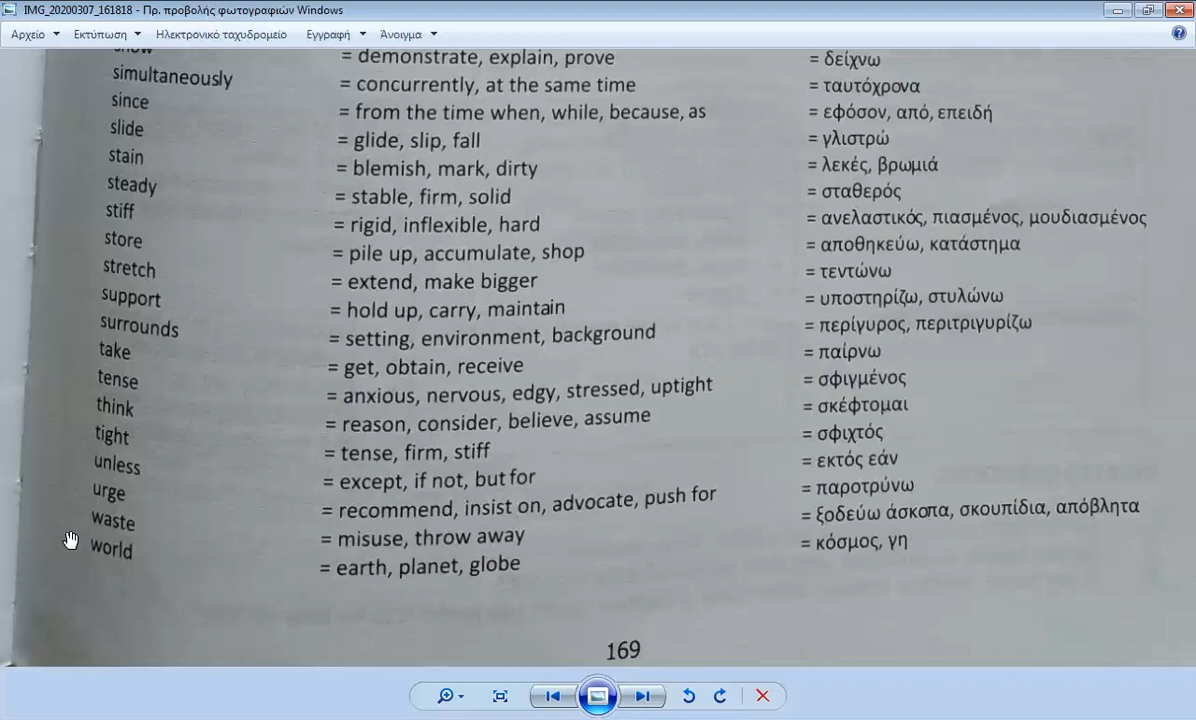 IMG_20200307_161818 - Πρ. προβολής φωτογραφιών Windows
Αρχείο Εκτύπωση Ηλεκτρονικό ταχυδρομείο Εγγραφή Άνοιγμα
show = demonstrate, explain, prove = δείχνω
simultaneously = concurrently, at the same time = ταυτόχρονα
since = from the time when, while, because, as = εφόσον, από, επειδή
slide = glide, slip, fall = γλιστρώ
stain = blemish, mark, dirty = λεκές, βρωμιά
steady = stable, firm, solid = σταθερός
stiff = rigid, inflexible, hard = ανελαστικός, πιασμένος, μουδιασμένος
store = pile up, accumulate, shop = αποθηκεύω, κατάστημα
stretch = extend, make bigger = τεντώνω
support = hold up, carry, maintain = υποστηρίζω, στυλώνω
surrounds = setting, environment, background = περίγυρος, περιτριγυρίζω
take = get, obtain, receive = παίρνω
tense = anxious, nervous, edgy, stressed, uptight = σφιγμένος
think = reason, consider, believe, assume = σκέφτομαι
tight = tense, firm, stiff = σφιχτός
unless = except, if not, but for = εκτός εάν
urge = recommend, insist on, advocate, push for = παροτρύνω
waste = misuse, throw away = ξοδεύω άσκοπα, σκουπίδια, απόβλητα
world = earth, planet, globe = κόσμος, γη
169